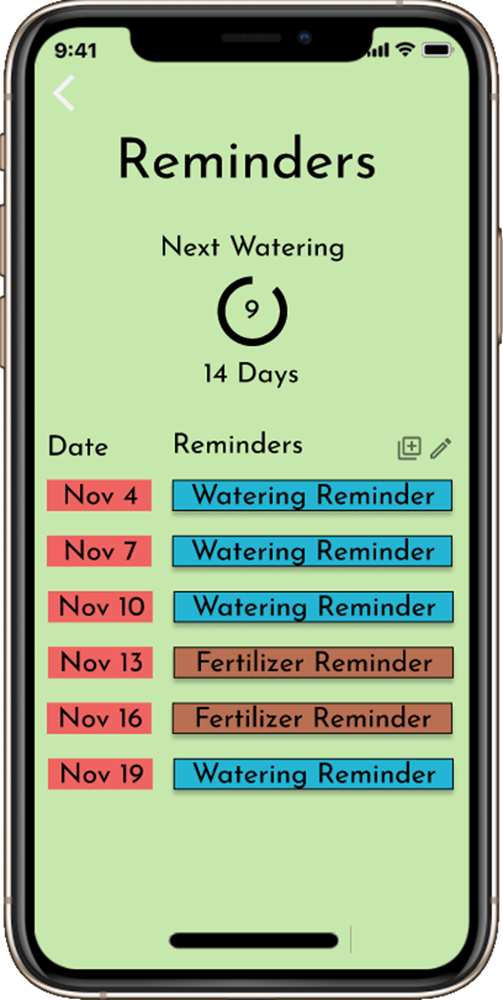 9:41
Reminders
Next Watering
9
14 Days
Date Reminders
Nov 4 Watering Reminder
Nov 7 Watering Reminder
Nov 10 Watering Reminder
Nov 13 Fertilizer Reminder
Nov 16 Fertilizer Reminder
Nov 19 Watering Reminder